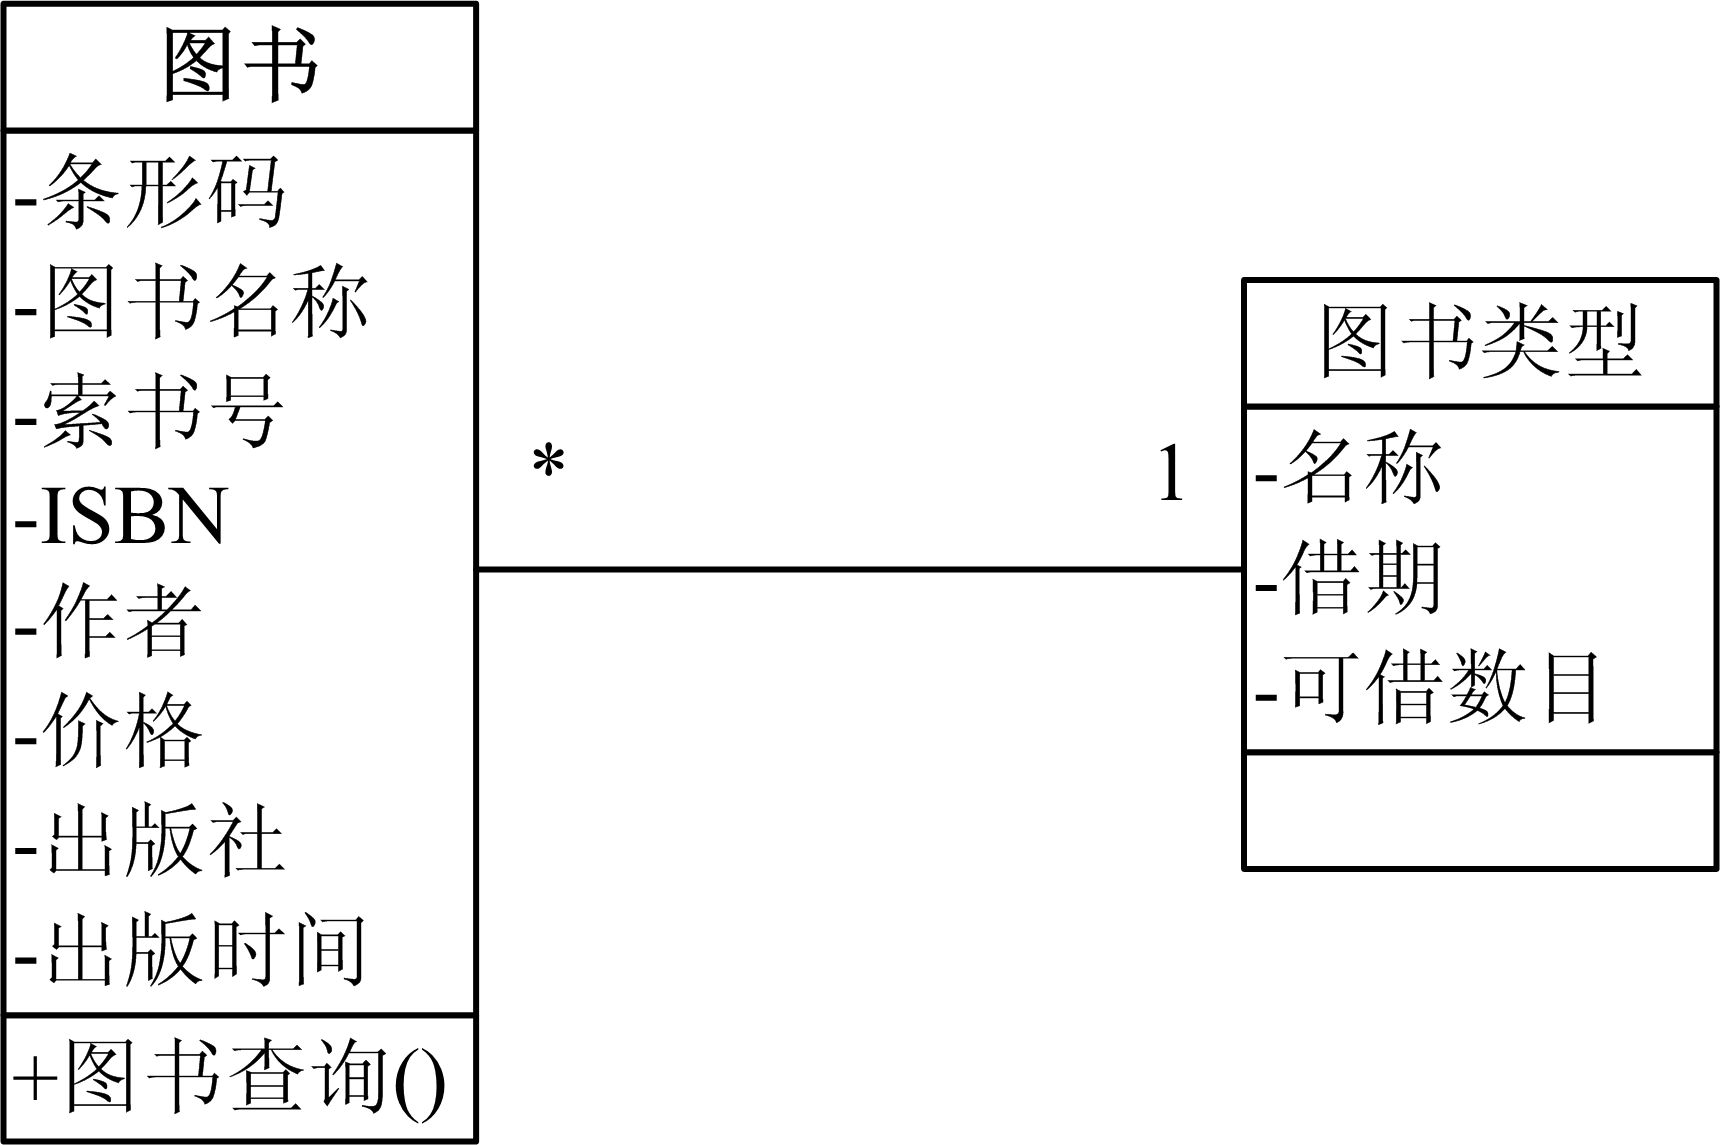 图书
-条形码
-图书名称
-索书号
-ISBN
-作者
-价格
-出版社
-出版时间
+图书查询()
*
1
图书类型
-名称
-借期
-可借数目